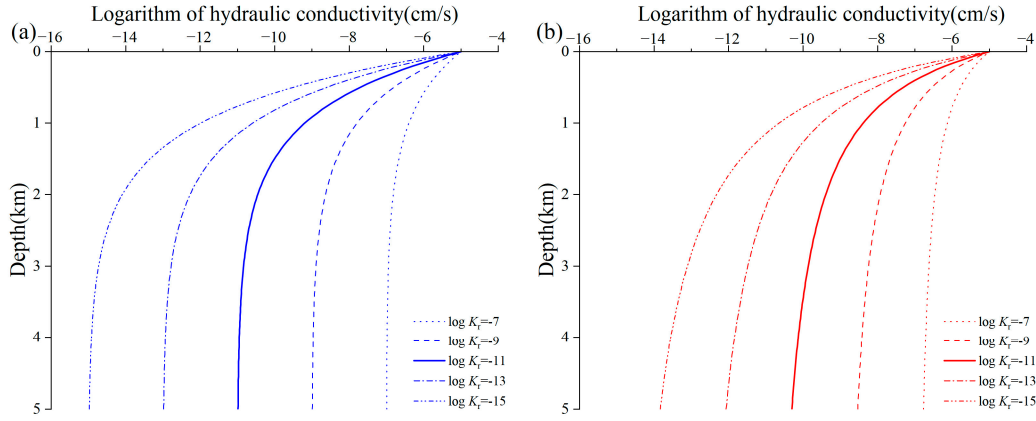 Logarithm of hydraulic conductivity(cm/s)
(a)
−16 −14 −12 −10 −8 −6 −4
0
1
2
3
4
5
Depth(km)
log Kr=-7
log Kr=-9
log Kr=-11
log Kr=-13
log Kr=-15
Logarithm of hydraulic conductivity(cm/s)
(b)
−16 −14 −12 −10 −8 −6 −4
0
1
2
3
4
5
Depth(km)
log Kr=-7
log Kr=-9
log Kr=-11
log Kr=-13
log Kr=-15